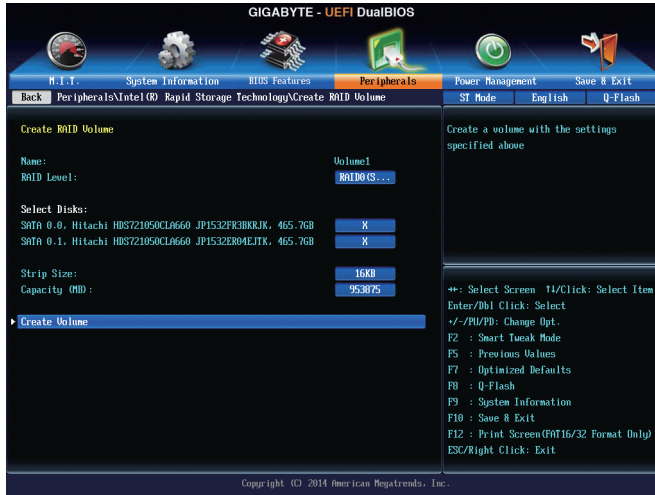 GIGABYTE - UEFI DualBIOS
M.I.T. System Information BIOS Features Peripherals Power Management Save & Exit
Back Peripherals\Intel(R) Rapid Storage Technology\Create RAID Volume ST Mode English Q-Flash
Create RAID Volume
Name: Volume1
RAID Level: RAID0(S...
Select Disks:
SATA 0.0, Hitachi HDS721050CLA660 JP1532FR3BKRJK, 465.7GB X
SATA 0.1, Hitachi HDS721050CLA660 JP1532ER04EJTK, 465.7GB X
Strip Size: 16KB
Capacity (MB): 953875
Create Volume
Create a volume with the settings
specified above
→←: Select Screen ↑↓/Click: Select Item
Enter/Dbl Click: Select
+/-/PU/PD: Change Opt.
F2 : Smart Tweak Mode
F5 : Previous Values
F7 : Optimized Defaults
F8 : Q-Flash
F9 : System Information
F10 : Save & Exit
F12 : Print Screen(FAT16/32 Format Only)
ESC/Right Click: Exit
Copyright (C) 2014 American Megatrends, Inc.